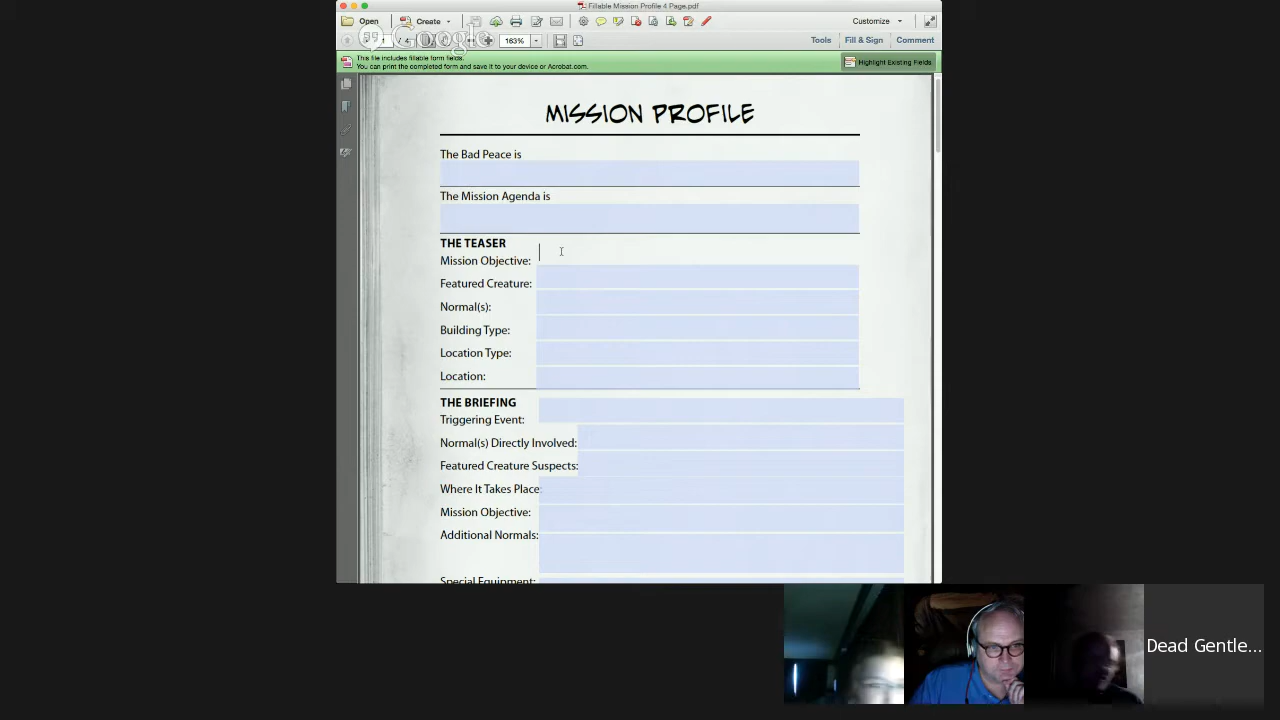 Fillable Mission Profile 4 Page.pdf
Open
Create
Customize
Google
/ 4
163%
Tools
Fill & Sign
Comment
This file includes fillable form fields.
You can print the completed form and save it to your device or Acrobat.com.
Highlight Existing Fields
MISSION PROFILE
The Bad Peace is
The Mission Agenda is
THE TEASER
Mission Objective:
Featured Creature:
Normal(s):
Building Type:
Location Type:
Location:
THE BRIEFING
Triggering Event:
Normal(s) Directly Involved:
Featured Creature Suspects:
Where It Takes Place:
Mission Objective:
Additional Normals:
Special Equipment:
Dead Gentle...